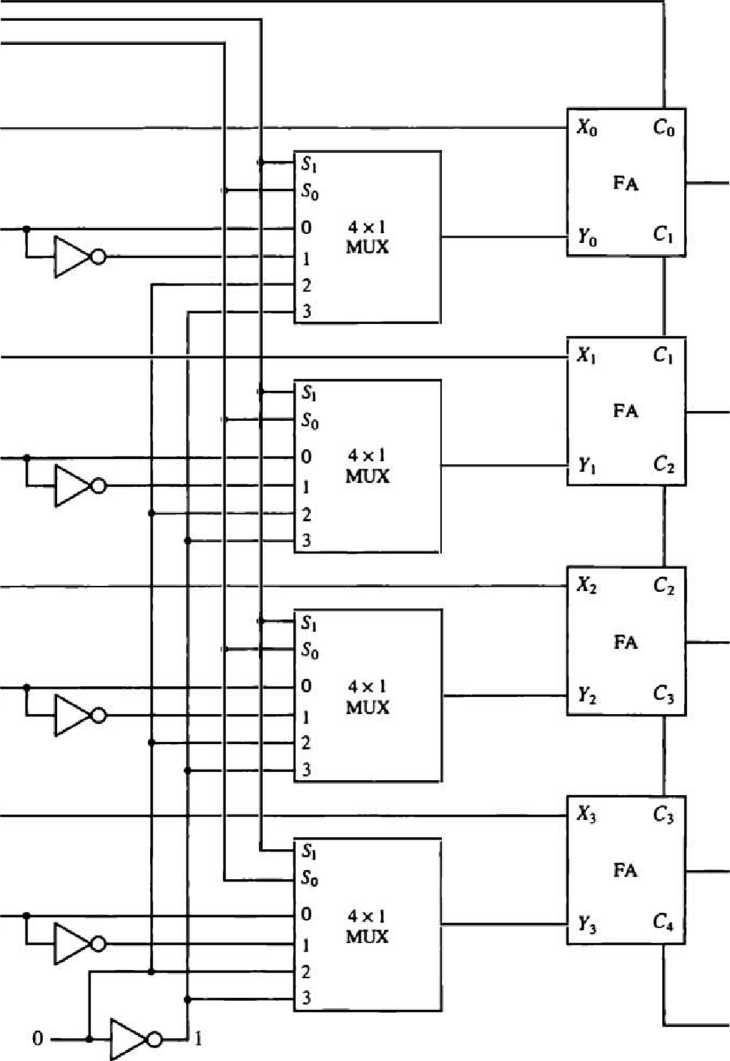 X₀ C₀
FA
Y₀ C₁
S₁
S₀
0
1
2
3
4 × 1
MUX
X₁ C₁
FA
Y₁ C₂
S₁
S₀
0
1
2
3
4 × 1
MUX
X₂ C₂
FA
Y₂ C₃
S₁
S₀
0
1
2
3
4 × 1
MUX
X₃ C₃
FA
Y₃ C₄
S₁
S₀
0
1
2
3
4 × 1
MUX
0 1